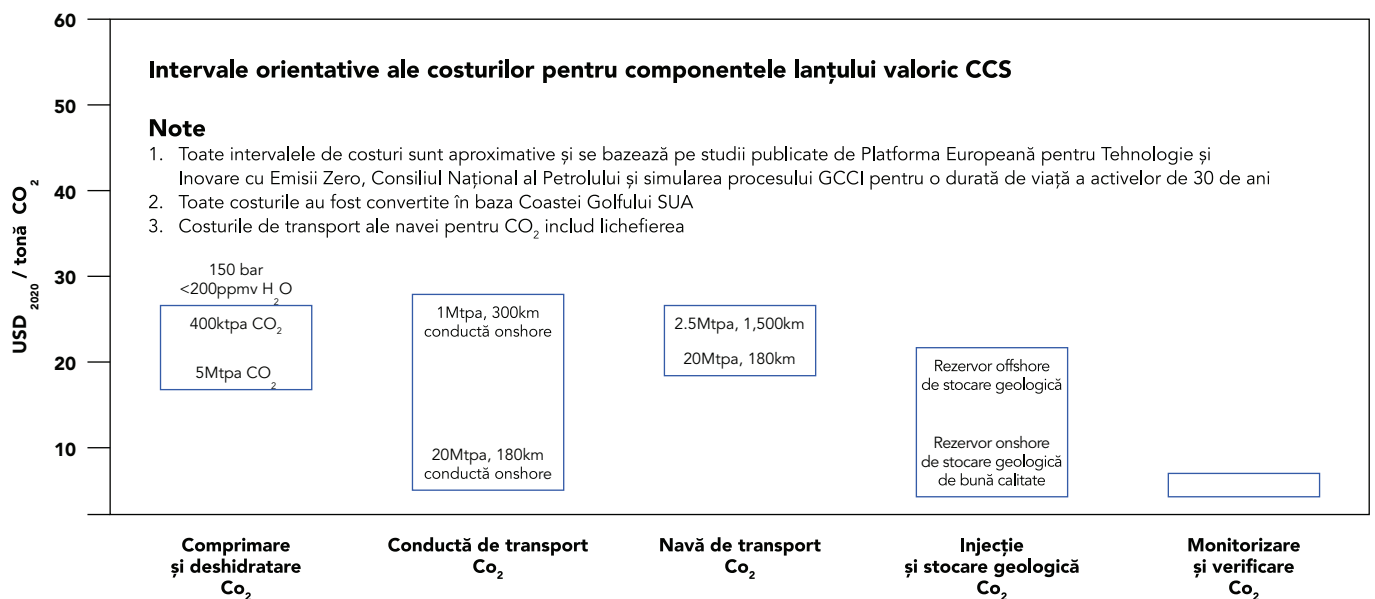 60
50
40
30
20
10
USD 2020 / tonă CO2
Intervale orientative ale costurilor pentru componentele lanțului valoric CCS
Note
1. Toate intervalele de costuri sunt aproximative și se bazează pe studii publicate de Platforma Europeană pentru Tehnologie și
Inovare cu Emisii Zero, Consiliul Național al Petrolului și simularea procesului GCCI pentru o durată de viață a activelor de 30 de ani
2. Toate costurile au fost convertite în baza Coastei Golfului SUA
3. Costurile de transport ale navei pentru CO2 includ lichefierea
150 bar
<200ppmv H2O
400ktpa CO2
5Mtpa CO2
1Mtpa, 300km
conductă onshore
20Mtpa, 180km
conductă onshore
2.5Mtpa, 1,500km
20Mtpa, 180km
Rezervor offshore
de stocare geologică
Rezervor onshore
de stocare geologică
de bună calitate
Comprimare
și deshidratare
Co2
Conductă de transport
Co2
Navă de transport
Co2
Injecție
și stocare geologică
Co2
Monitorizare
și verificare
Co2